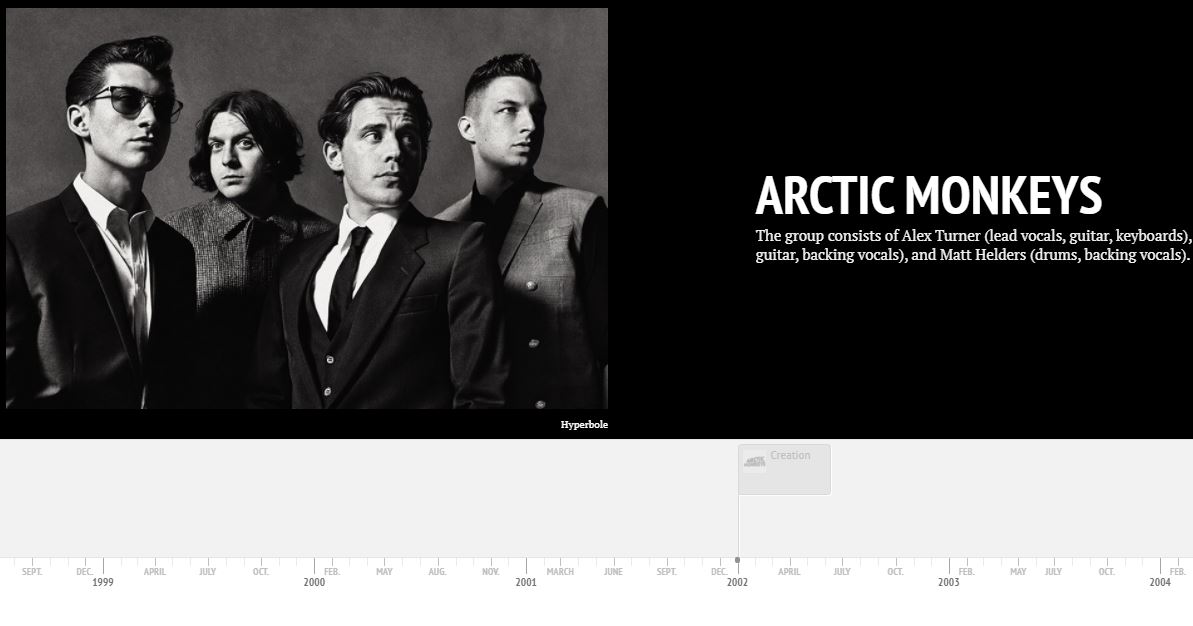 ARCTIC MONKEYS
The group consists of Alex Turner (lead vocals, guitar, keyboards),
guitar, backing vocals), and Matt Helders (drums, backing vocals).
Hyperbole
ARCTIC
MONKEYS
Creation
SEPT. DEC. APRIL JULY OCT. FEB. MAY AUG. NOV. MARCH JUNE SEPT. DEC. APRIL JULY OCT. FEB. MAY JULY OCT. FEB.
1999 2000 2001 2002 2003 2004